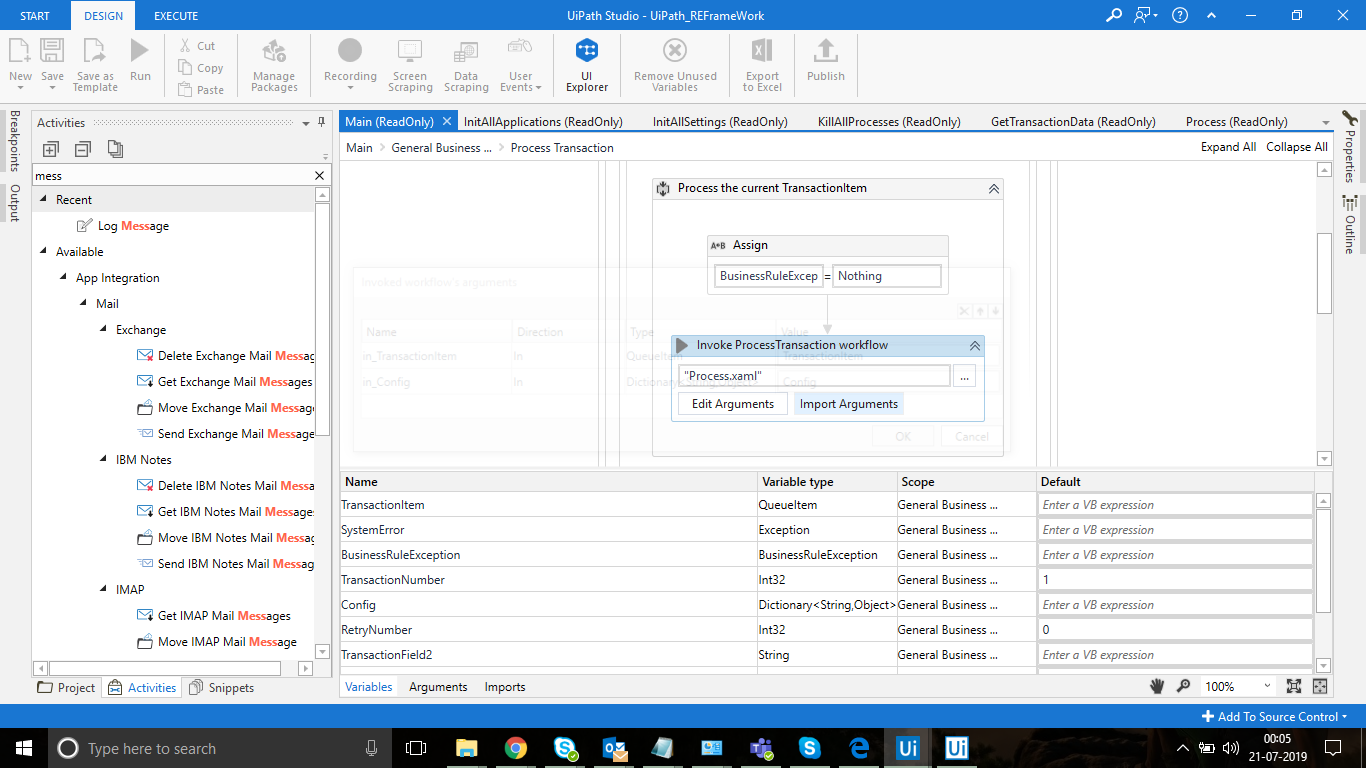 START DESIGN EXECUTE UiPath Studio - UiPath_REFrameWork
New Save Save as Template Run Cut Copy Paste Manage Packages Recording Screen Scraping Data Scraping User Events UI Explorer Remove Unused Variables Export to Excel Publish
Breakpoints
Output
Activities
mess
Recent
Log Message
Available
App Integration
Mail
Exchange
Delete Exchange Mail Messag
Get Exchange Mail Messages
Move Exchange Mail Message
Send Exchange Mail Message
IBM Notes
Delete IBM Notes Mail Messa
Get IBM Notes Mail Messages
Move IBM Notes Mail Messag
Send IBM Notes Mail Messag
IMAP
Get IMAP Mail Messages
Move IMAP Mail Message
Project Activities Snippets
Main (ReadOnly) InitAllApplications (ReadOnly) InitAllSettings (ReadOnly) KillAllProcesses (ReadOnly) GetTransactionData (ReadOnly) Process (ReadOnly)
Main > General Business ... > Process Transaction Expand All Collapse All
Process the current TransactionItem
A+B Assign
BusinessRuleExcep = Nothing
Invoked workflow's arguments
Name Direction Type Value
in_TransactionItem In QueueItem TransactionItem
in_Config In Dictionary<String,Object> Config
OK Cancel
Invoke ProcessTransaction workflow
"Process.xaml" ...
Edit Arguments Import Arguments
Name Variable type Scope Default
TransactionItem QueueItem General Business ... Enter a VB expression
SystemError Exception General Business ... Enter a VB expression
BusinessRuleException BusinessRuleException General Business ... Enter a VB expression
TransactionNumber Int32 General Business ... 1
Config Dictionary<String,Object> General Business ... Enter a VB expression
RetryNumber Int32 General Business ... 0
TransactionField2 String General Business ... Enter a VB expression
Variables Arguments Imports 100%
Properties
Outline
Add To Source Control
Type here to search
Ui
Ui
00:05
21-07-2019